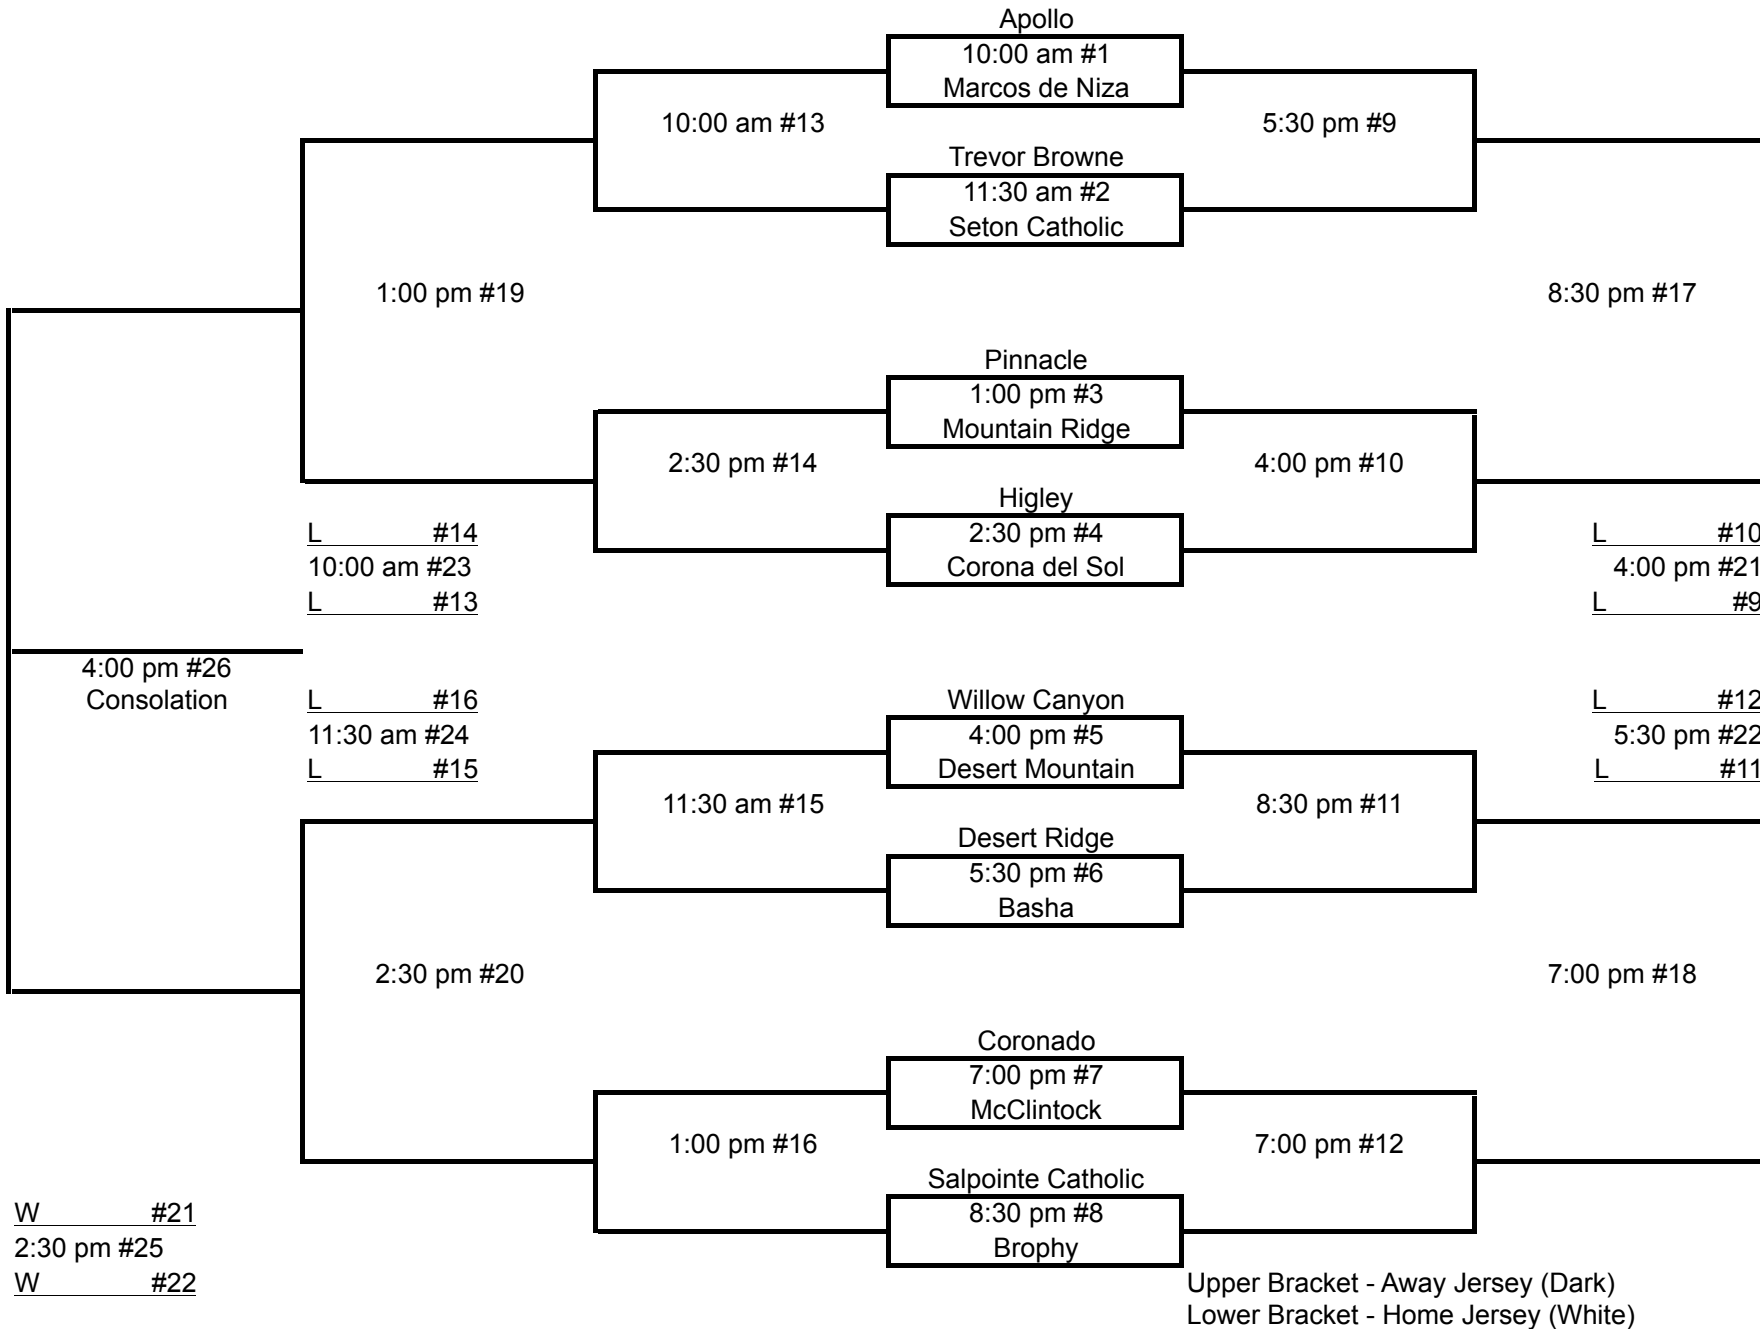 Apollo
10:00 am #1
Marcos de Niza
10:00 am #13
5:30 pm #9
Trevor Browne
11:30 am #2
Seton Catholic
1:00 pm #19
8:30 pm #17
Pinnacle
1:00 pm #3
Mountain Ridge
2:30 pm #14
4:00 pm #10
Higley
2:30 pm #4
Corona del Sol
L #14
10:00 am #23
L #13
L #10
4:00 pm #21
L #9
4:00 pm #26
Consolation
L #16
11:30 am #24
L #15
Willow Canyon
4:00 pm #5
Desert Mountain
L #12
5:30 pm #22
L #11
11:30 am #15
8:30 pm #11
Desert Ridge
5:30 pm #6
Basha
2:30 pm #20
7:00 pm #18
Coronado
7:00 pm #7
McClintock
1:00 pm #16
7:00 pm #12
Salpointe Catholic
8:30 pm #8
Brophy
W #21
2:30 pm #25
W #22
Upper Bracket - Away Jersey (Dark)
Lower Bracket - Home Jersey (White)